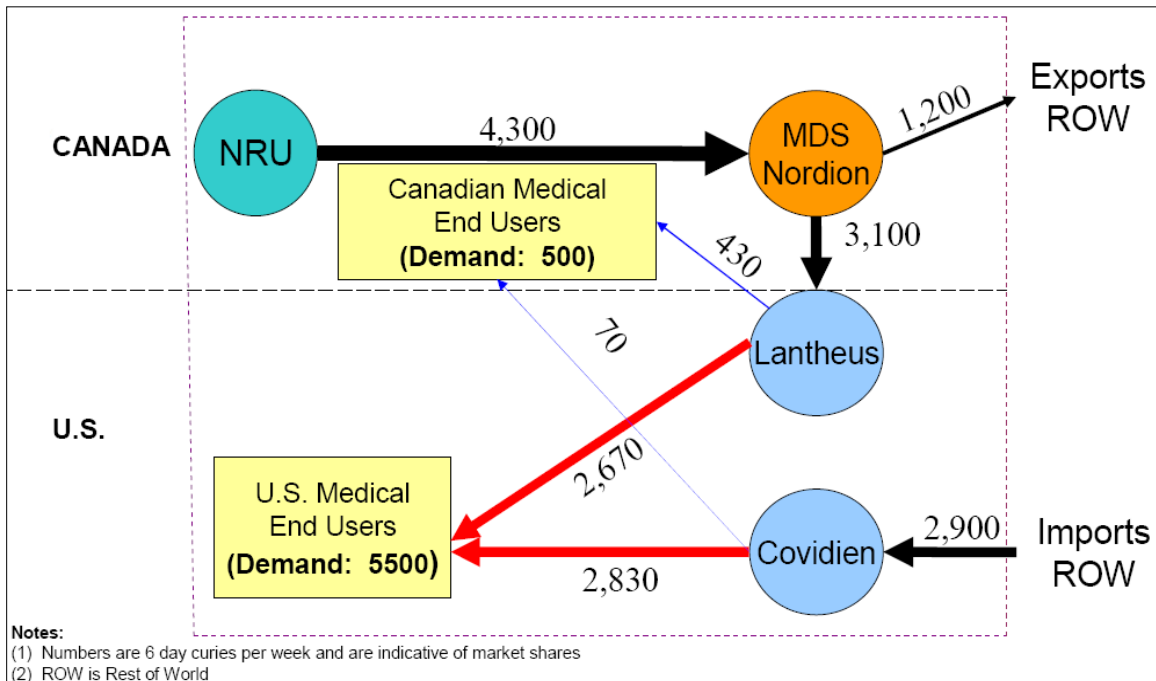 Exports
ROW
1,200
CANADA
NRU
4,300
MDS
Nordion
Canadian Medical
End Users
(Demand:  500)
3,100
430
70
Lantheus
U.S.
2,670
U.S. Medical
End Users
(Demand:  5500)
2,830
Covidien
2,900
Imports
ROW
Notes:
(1)  Numbers are 6 day curies per week and are indicative of market shares
(2)  ROW is Rest of World